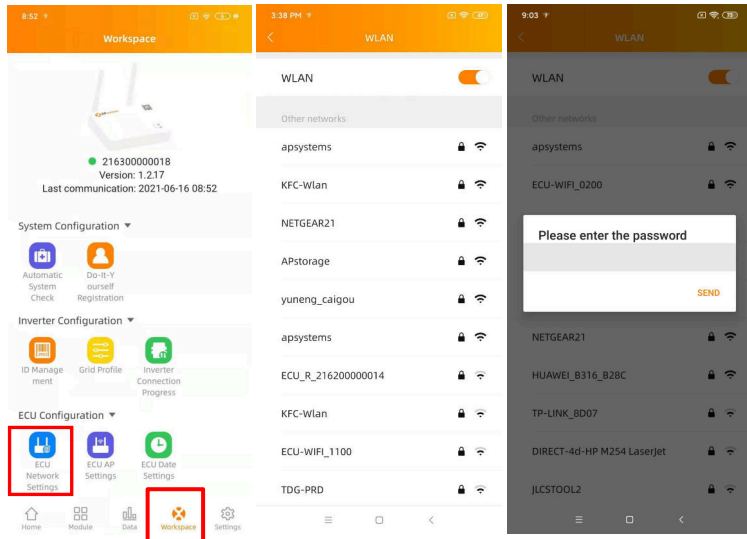 8:52
Workspace
216300000018
Version: 1.2.17
Last communication: 2021-06-16 08:52
System Configuration
Automatic
System
Check
Do-It-Y
ourself
Registration
Inverter Configuration
ID Manage
ment
Grid Profile
Inverter
Connection
Progress
ECU Configuration
ECU
Network
Settings
ECU AP
Settings
ECU Date
Settings
Home
Module
Data
Workspace
Settings
3:38 PM
WLAN
WLAN
Other networks
apsystems
KFC-Wlan
NETGEAR21
APstorage
yuneng_caigou
apsystems
ECU_R_216200000014
KFC-Wlan
ECU-WIFI_1100
TDG-PRD
9:03
WLAN
WLAN
Other networks
apsystems
ECU-WIFI_0200
Please enter the password
SEND
NETGEAR21
HUAWEI_B316_B28C
TP-LINK_8D07
DIRECT-4d-HP M254 LaserJet
JLCSTOOL2